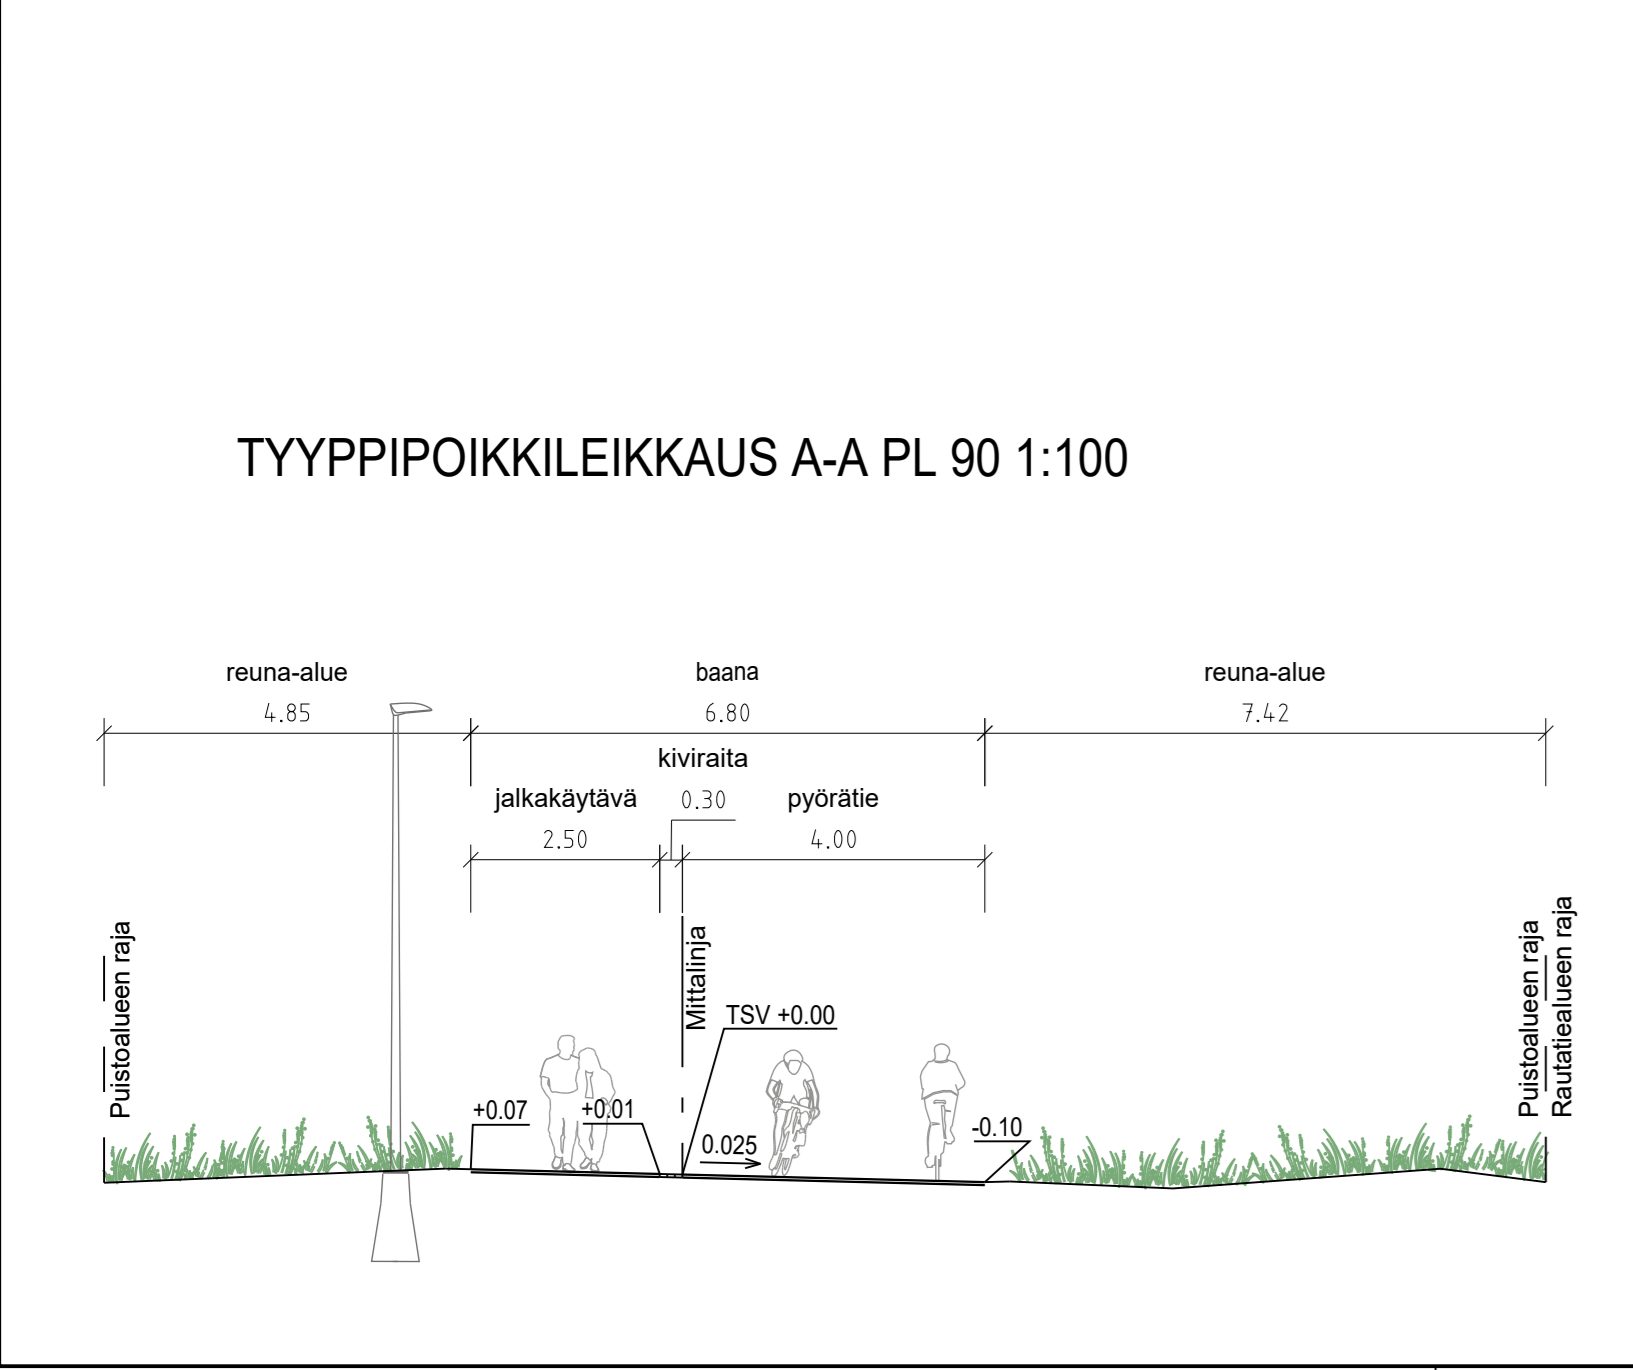 TYYPPIPOIKKILEIKKAUS A-A PL 90 1:100
reuna-alue
baana
reuna-alue
4.85
6.80
7.42
kiviraita
jalkakäytävä
0.30
pyörätie
2.50
4.00
Puistoalueen raja
Mittalinja
Puistoalueen raja
Rautatiealueen raja
TSV +0.00
+0.07
+0.01
0.025
-0.10